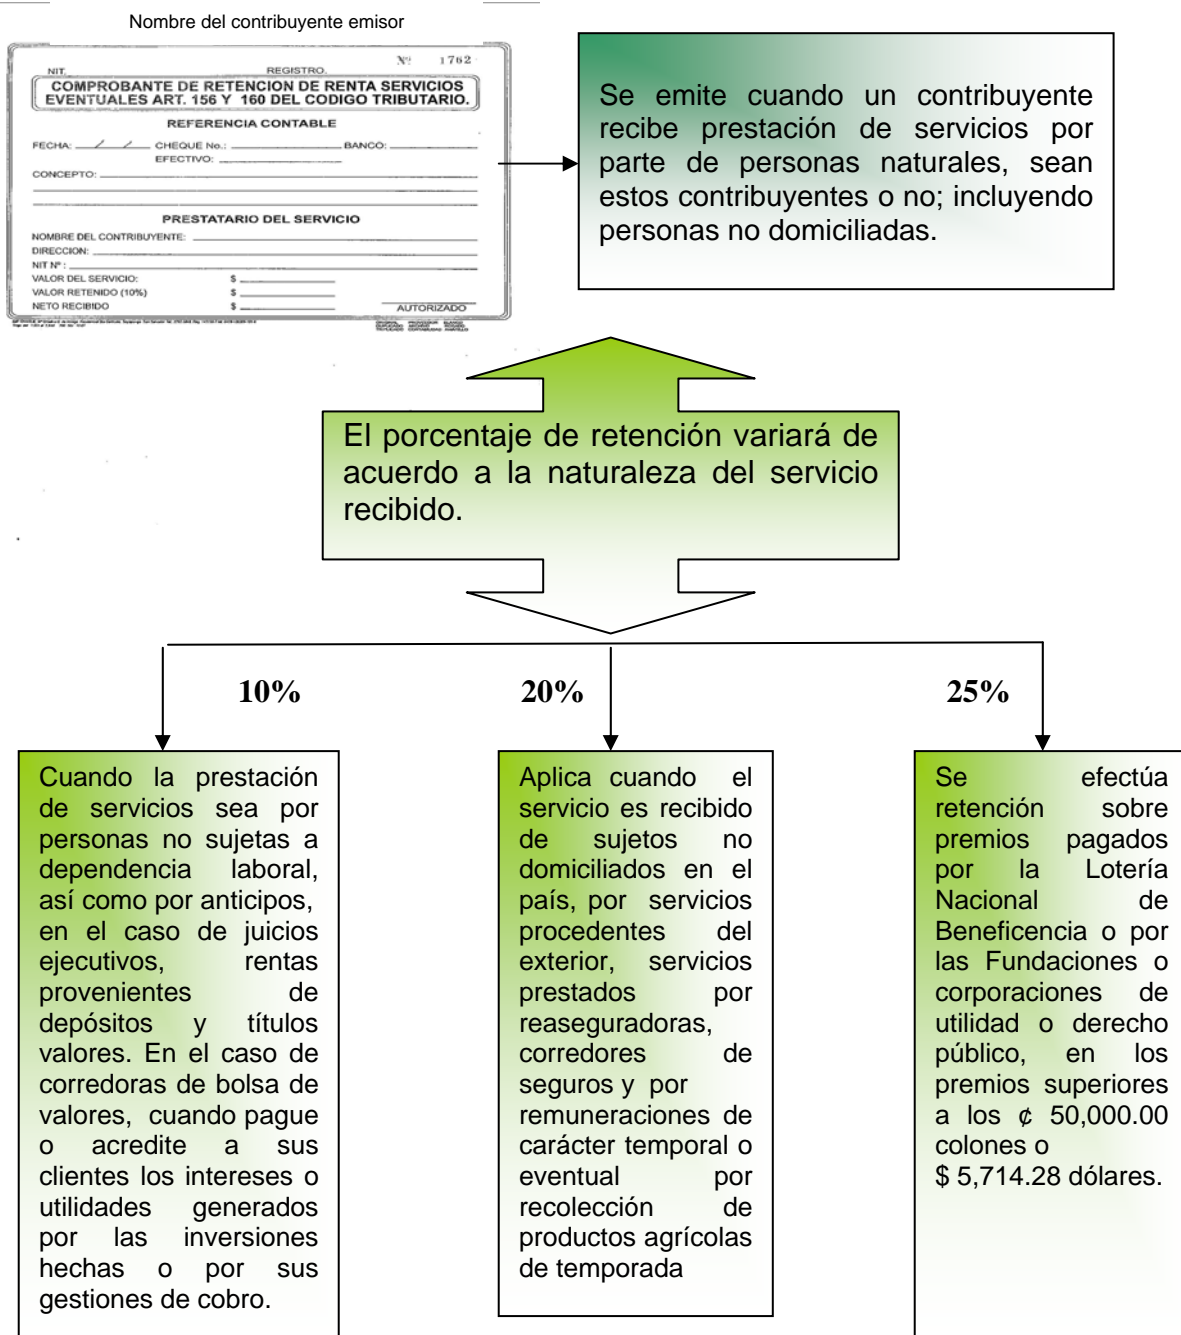 Nombre del contribuyente emisor
Nº 1762
NIT. REGISTRO.
COMPROBANTE DE RETENCION DE RENTA SERVICIOS
EVENTUALES ART. 156 Y 160 DEL CODIGO TRIBUTARIO.
REFERENCIA CONTABLE
FECHA: / / CHEQUE No.: BANCO:
EFECTIVO:
CONCEPTO:
PRESTATARIO DEL SERVICIO
NOMBRE DEL CONTRIBUYENTE:
DIRECCION:
NIT Nº :
VALOR DEL SERVICIO: $
VALOR RETENIDO (10%) $
NETO RECIBIDO $
AUTORIZADO
Se emite cuando un contribuyente
recibe prestación de servicios por
parte de personas naturales, sean
estos contribuyentes o no; incluyendo
personas no domiciliadas.
El porcentaje de retención variará de
acuerdo a la naturaleza del servicio
recibido.
10%
Cuando la prestación
de servicios sea por
personas no sujetas a
dependencia laboral,
así como por anticipos,
en el caso de juicios
ejecutivos, rentas
provenientes de
depósitos y títulos
valores. En el caso de
corredoras de bolsa de
valores, cuando pague
o acredite a sus
clientes los intereses o
utilidades generados
por las inversiones
hechas o por sus
gestiones de cobro.
20%
Aplica cuando el
servicio es recibido
de sujetos no
domiciliados en el
país, por servicios
procedentes del
exterior, servicios
prestados por
reaseguradoras,
corredores de
seguros y por
remuneraciones de
carácter temporal o
eventual por
recolección de
productos agrícolas
de temporada
25%
Se efectúa
retención sobre
premios pagados
por la Lotería
Nacional de
Beneficencia o por
las Fundaciones o
corporaciones de
utilidad o derecho
público, en los
premios superiores
a los ¢ 50,000.00
colones o
$ 5,714.28 dólares.